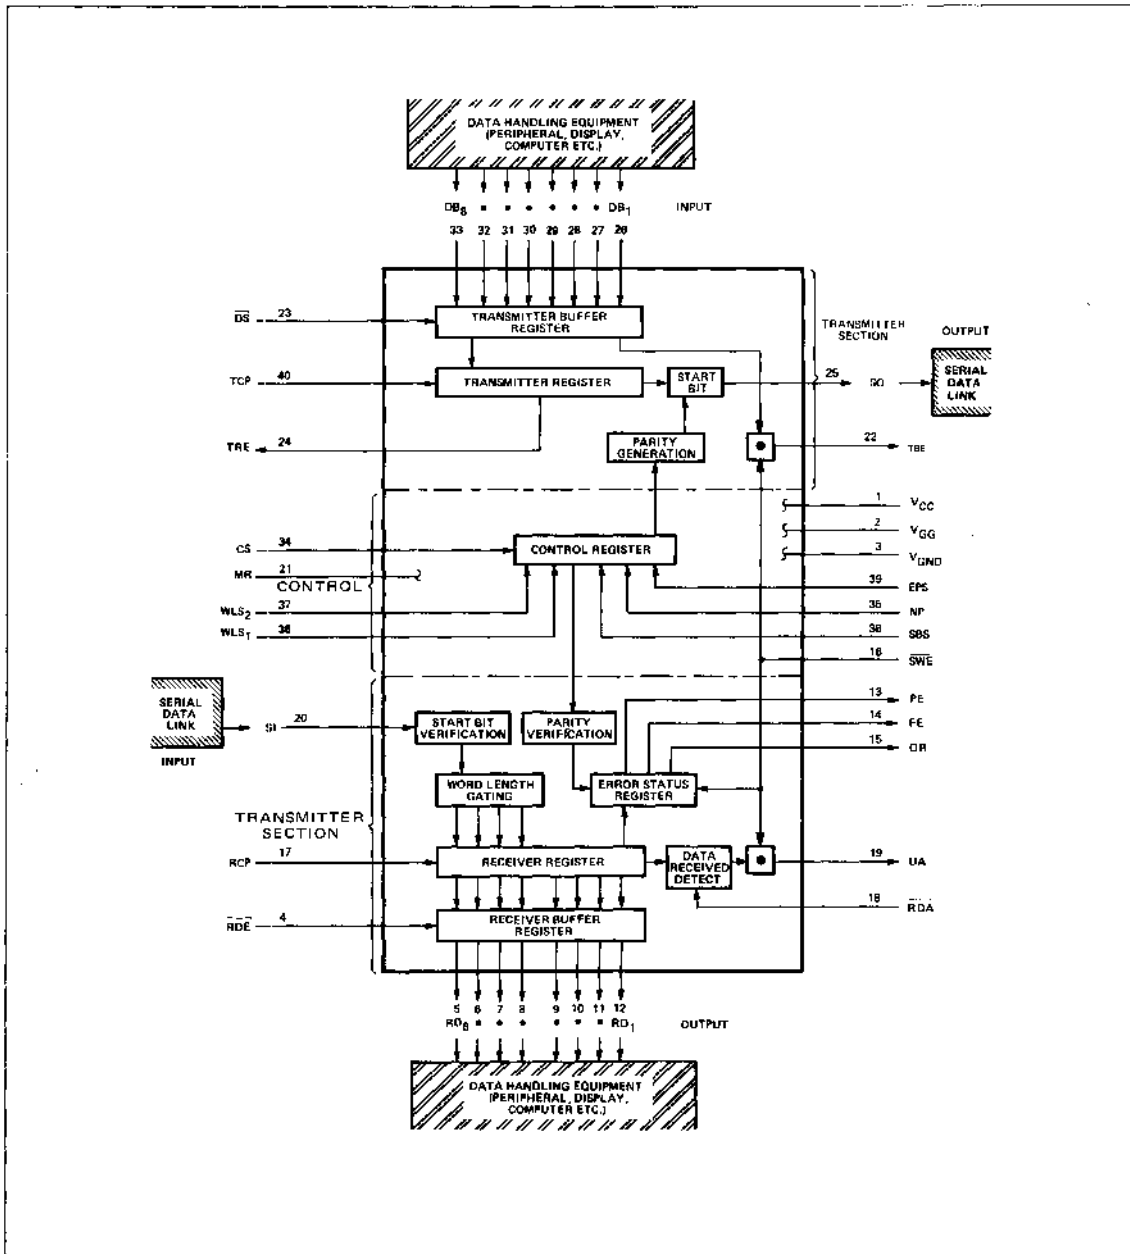 DATA HANDLING EQUIPMENT
(PERIPHERAL, DISPLAY,
COMPUTER ETC.)
DB8 • • • • • • DB1 INPUT
33 32 31 30 29 28 27 26
DS 23
TRANSMITTER BUFFER
REGISTER
TRANSMITTER
SECTION
OUTPUT
TCP 40
TRANSMITTER REGISTER
START
BIT
25 SO
SERIAL
DATA
LINK
TRE 24
PARITY
GENERATION
22 TBE
1 VCC
2 VGG
3 VGND
CS 34
CONTROL REGISTER
MR 21
CONTROL
39 EPS
WLS2 37
35 NP
WLS1 38
36 SBS
16 SWE
SERIAL
DATA
LINK
INPUT
SI 20
START BIT
VERIFICATION
PARITY
VERIFICATION
13 PE
14 FE
15 OR
WORD LENGTH
GATING
ERROR STATUS
REGISTER
TRANSMITTER
SECTION
RCP 17
RECEIVER REGISTER
DATA
RECEIVED
DETECT
19 UA
18 RDA
RDE 4
RECEIVER BUFFER
REGISTER
5 6 7 8 9 10 11 12
RD8 • • • • • • RD1 OUTPUT
DATA HANDLING EQUIPMENT
(PERIPHERAL, DISPLAY,
COMPUTER ETC.)